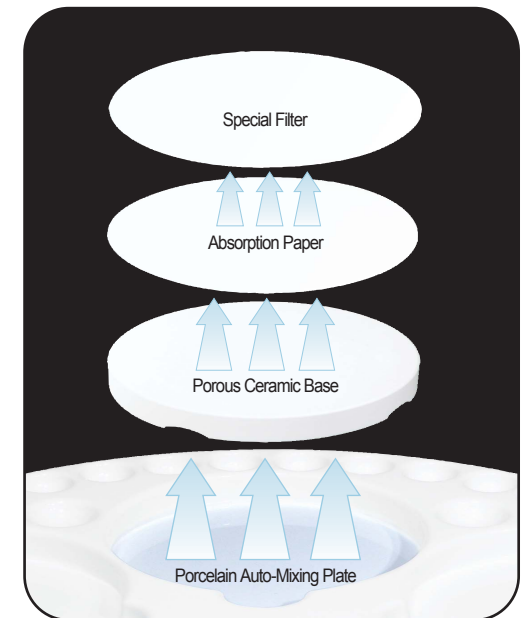 Special Filter
Absorption Paper
Porous Ceramic Base
Porcelain Auto-Mixing Plate